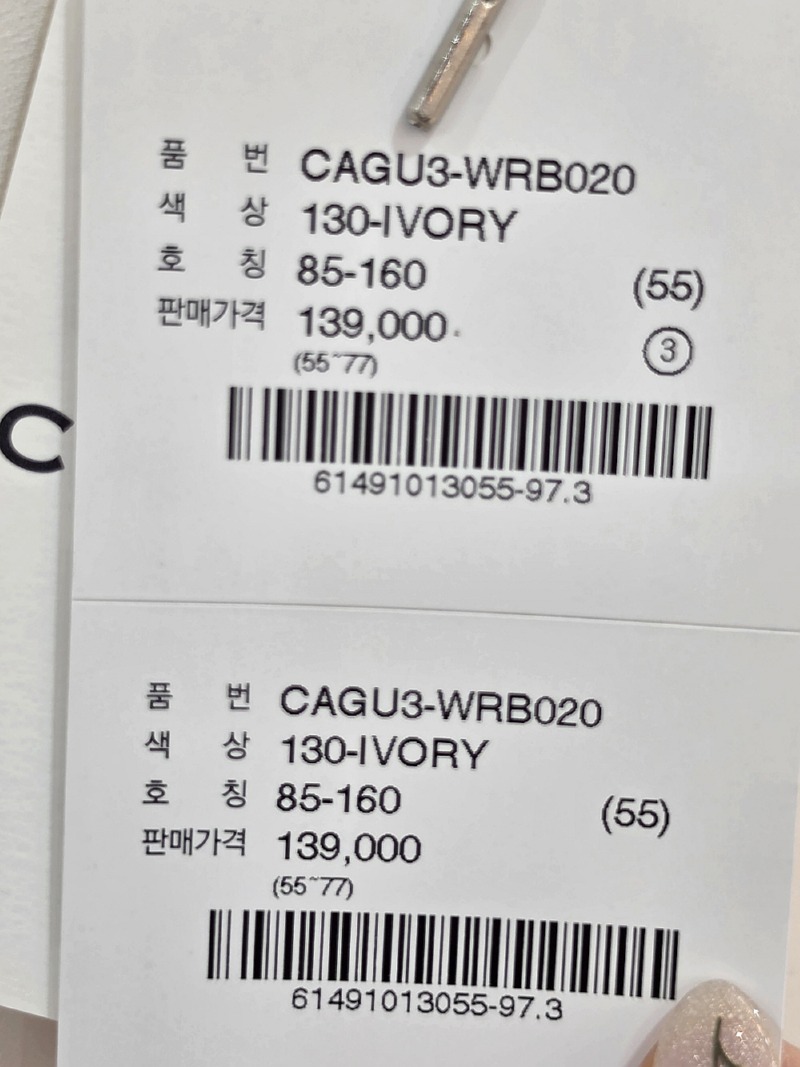 품 번 CAGU3-WRB020
색 상 130-IVORY
호 칭 85-160 (55)
판매가격 139,000
(55~77) 3
61491013055-97.3
C
품 번 CAGU3-WRB020
색 상 130-IVORY
호 칭 85-160 (55)
판매가격 139,000
(55~77)
61491013055-97.3